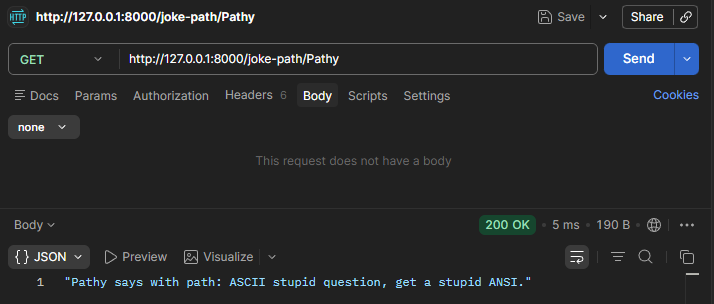 HTTP http://127.0.0.1:8000/joke-path/Pathy Save Share
GET http://127.0.0.1:8000/joke-path/Pathy Send
Docs Params Authorization Headers 6 Body Scripts Settings Cookies
none
This request does not have a body
Body 200 OK • 5 ms • 190 B
{} JSON Preview Visualize
1 "Pathy says with path: ASCII stupid question, get a stupid ANSI."